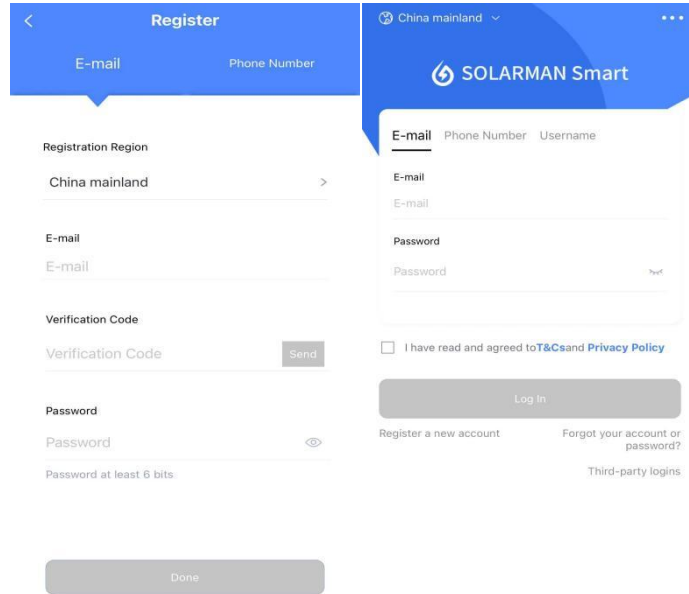 Register
E-mail
Phone Number
Registration Region
China mainland
E-mail
E-mail
Verification Code
Verification Code
Send
Password
Password
Password at least 6 bits
Done
China mainland
SOLARMAN Smart
E-mail Phone Number Username
E-mail
E-mail
Password
Password
I have read and agreed toT&Csand Privacy Policy
Log In
Register a new account
Forgot your account or
password?
Third-party logins